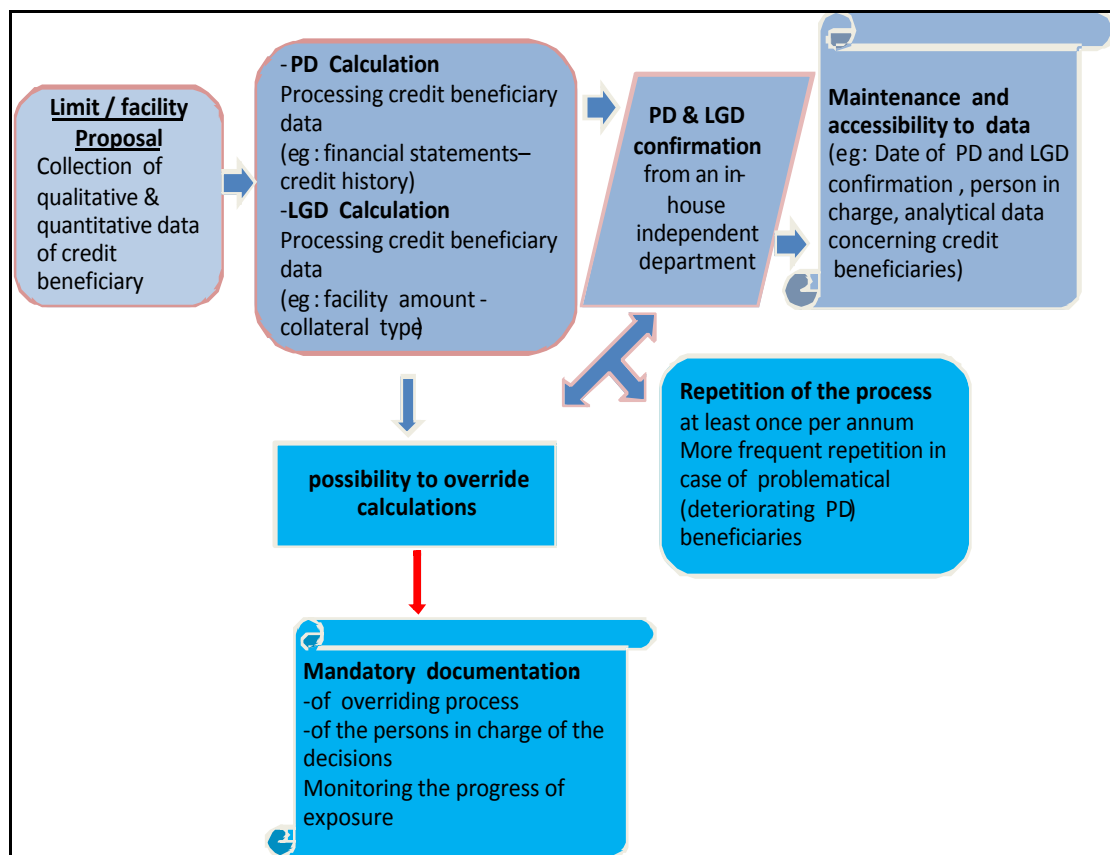 Limit / facility
Proposal
Collection of
qualitative &
quantitative data
of credit
beneficiary
-PD Calculation
Processing credit beneficiary
data
(eg : financial statements–
credit history)
-LGD Calculation
Processing credit beneficiary
data
(eg : facility amount -
collateral type)
PD & LGD
confirmation
from an in-
house
independent
department
Maintenance and
accessibility to data
(eg: Date of PD and LGD
confirmation , person in
charge, analytical data
concerning credit
beneficiaries)
Repetition of the process
at least once per annum
More frequent repetition in
case of problematical
(deteriorating PD)
beneficiaries
possibility to override
calculations
Mandatory documentation:
-of overriding process
-of the persons in charge of the
decisions
Monitoring the progress of
exposure